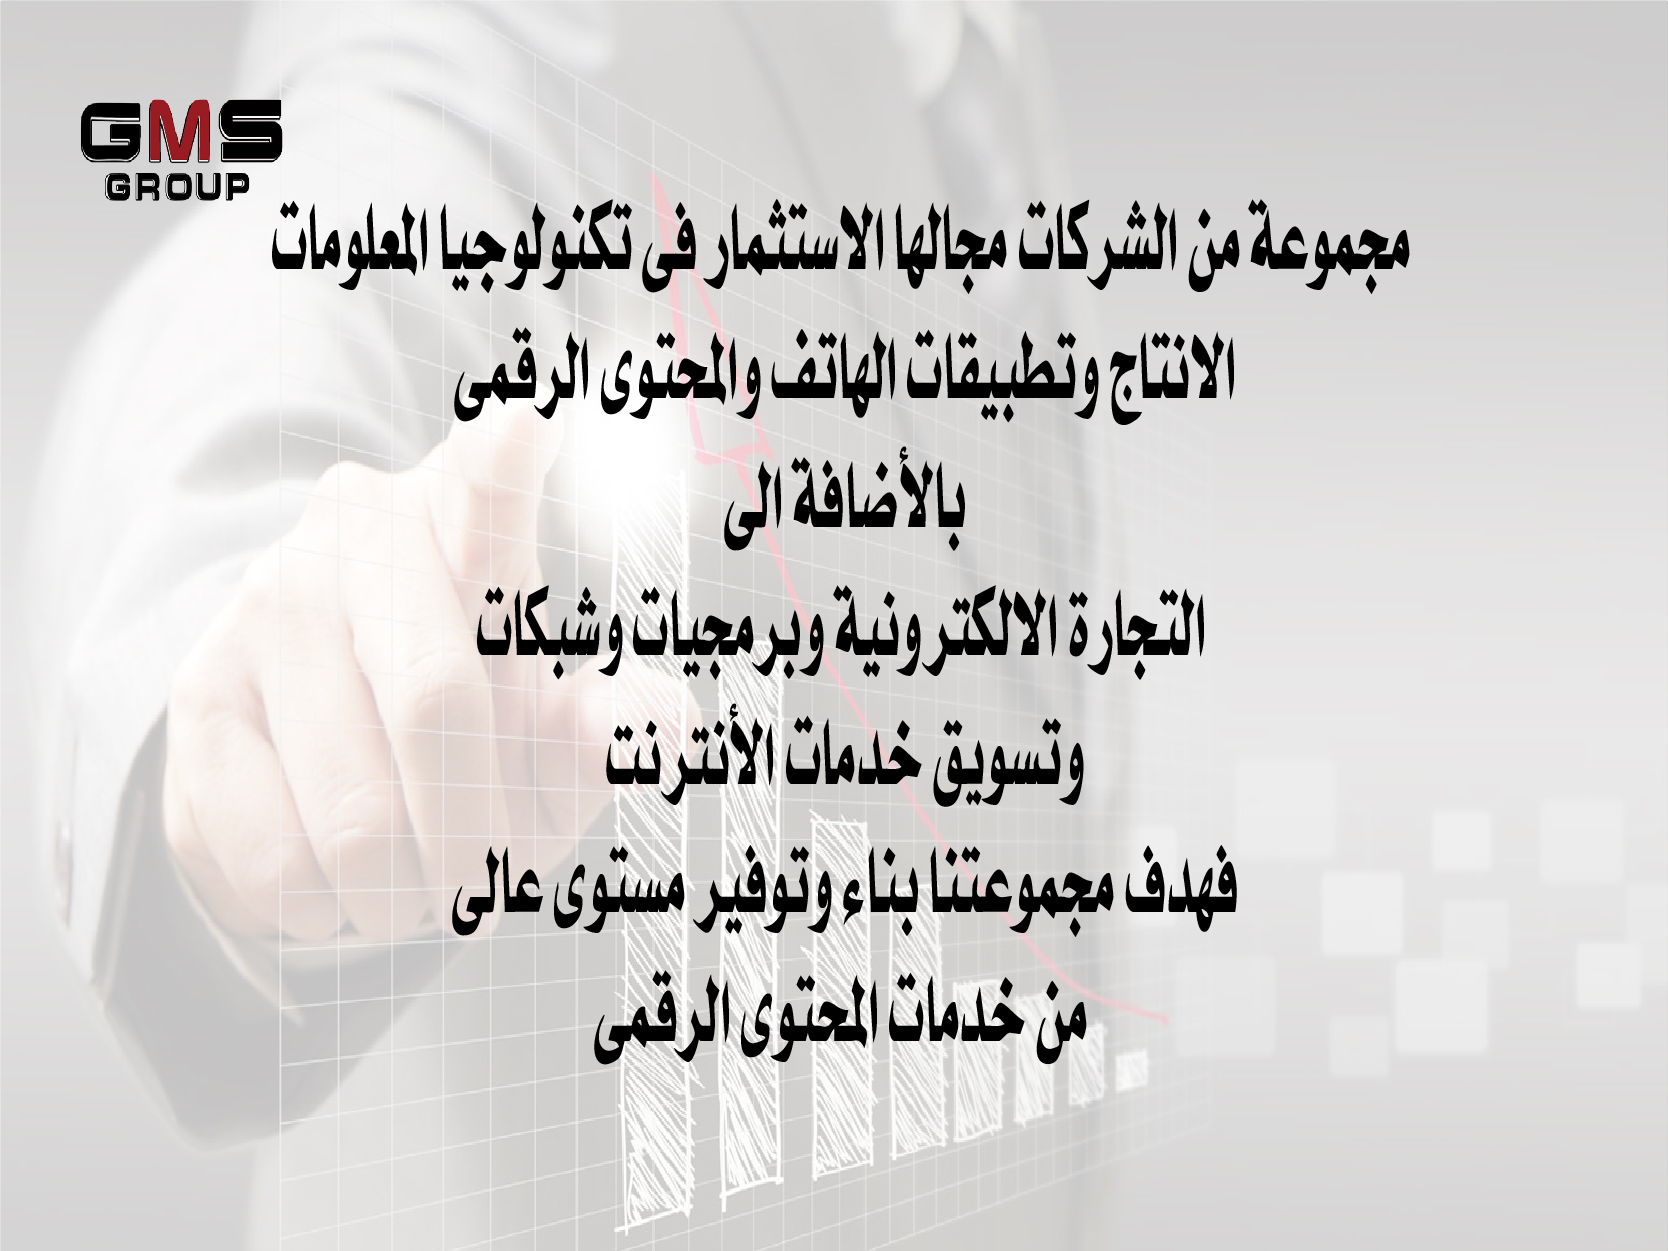 GMS
GROUP
مجموعة من الشركات مجالها الاستثمار فى تكنولوجيا المعلومات
الانتاج وتطبيقات الهاتف والمحتوى الرقمى
بالأضافة الى
التجارة الالكترونية وبرمجيات وشبكات
وتسويق خدمات الأنترنت
فهدف مجموعتنا بناء وتوفير مستوى عالى
من خدمات المحتوى الرقمى